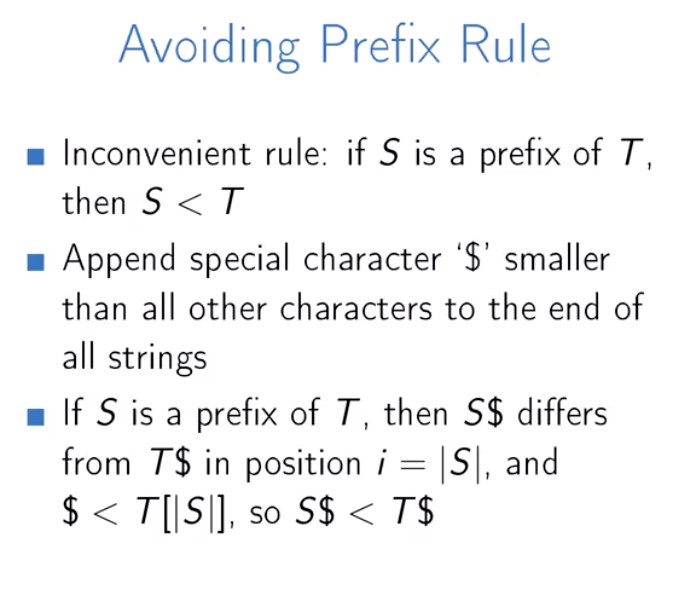 Avoiding Prefix Rule
Inconvenient rule: if S is a prefix of T,
then S < T
Append special character ‘$’ smaller
than all other characters to the end of
all strings
If S is a prefix of T, then S$ differs
from T$ in position i = |S|, and
$ < T[|S|], so S$ < T$